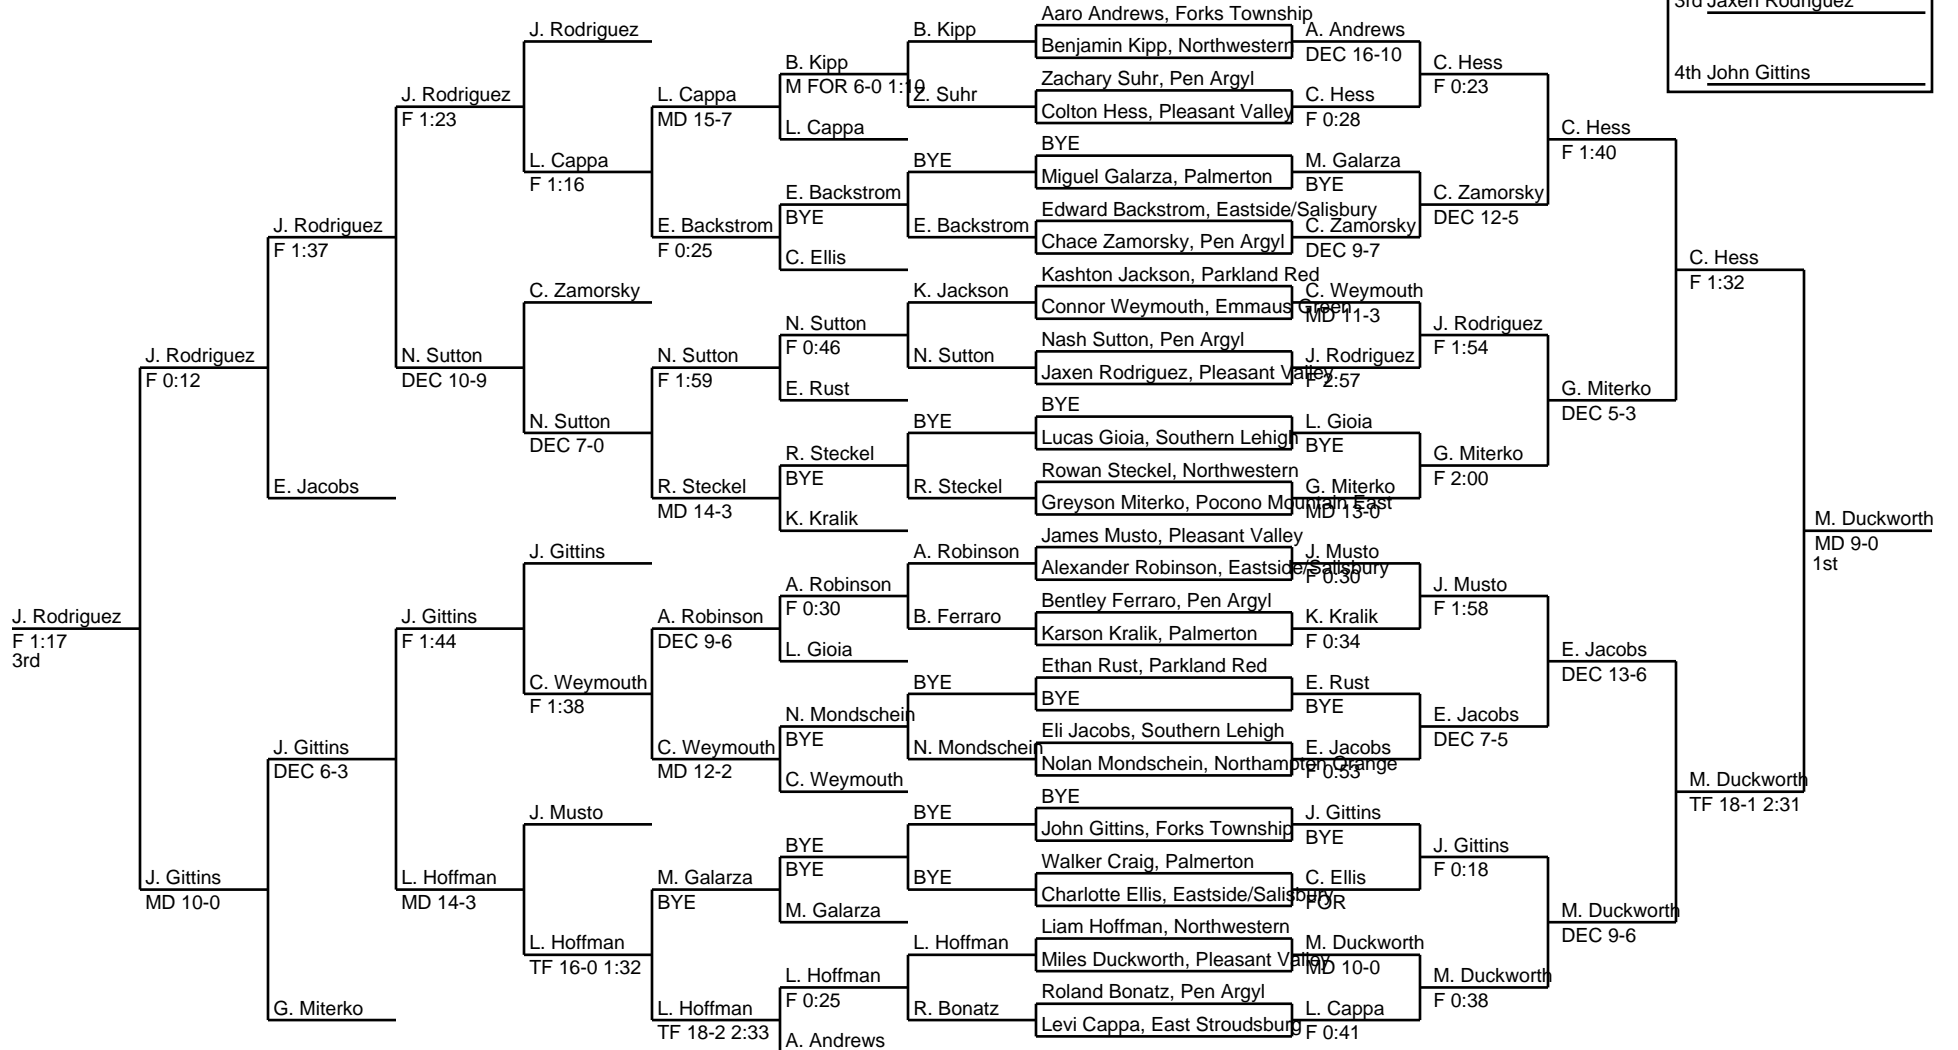 3rd Jaxen Rodriguez
4th John Gittins
J. Rodriguez
F 1:17
3rd
J. Rodriguez
F 0:12
J. Gittins
MD 10-0
J. Rodriguez
F 1:37
E. Jacobs
J. Gittins
DEC 6-3
G. Miterko
J. Rodriguez
F 1:23
N. Sutton
DEC 10-9
J. Gittins
F 1:44
L. Hoffman
MD 14-3
J. Rodriguez
L. Cappa
F 1:16
C. Zamorsky
N. Sutton
DEC 7-0
J. Gittins
C. Weymouth
F 1:38
J. Musto
L. Hoffman
TF 16-0 1:32
L. Cappa
MD 15-7
E. Backstrom
F 0:25
N. Sutton
F 1:59
R. Steckel
MD 14-3
A. Robinson
DEC 9-6
C. Weymouth
MD 12-2
M. Galarza
BYE
L. Hoffman
TF 18-2 2:33
B. Kipp
M FOR 6-0 1:10
L. Cappa
E. Backstrom
BYE
C. Ellis
N. Sutton
F 0:46
E. Rust
R. Steckel
BYE
K. Kralik
A. Robinson
F 0:30
L. Gioia
N. Mondschein
BYE
C. Weymouth
BYE
BYE
M. Galarza
L. Hoffman
F 0:25
A. Andrews
B. Kipp
Z. Suhr
BYE
E. Backstrom
K. Jackson
N. Sutton
BYE
R. Steckel
A. Robinson
B. Ferraro
BYE
N. Mondschein
BYE
BYE
L. Hoffman
R. Bonatz
Aaro Andrews, Forks Township
Benjamin Kipp, Northwestern
Zachary Suhr, Pen Argyl
Colton Hess, Pleasant Valley
BYE
Miguel Galarza, Palmerton
Edward Backstrom, Eastside/Salisbury
Chace Zamorsky, Pen Argyl
Kashton Jackson, Parkland Red
Connor Weymouth, Emmaus Green
Nash Sutton, Pen Argyl
Jaxen Rodriguez, Pleasant Valley
BYE
Lucas Gioia, Southern Lehigh
Rowan Steckel, Northwestern
Greyson Miterko, Pocono Mountain East
James Musto, Pleasant Valley
Alexander Robinson, Eastside/Salisbury
Bentley Ferraro, Pen Argyl
Karson Kralik, Palmerton
Ethan Rust, Parkland Red
BYE
Eli Jacobs, Southern Lehigh
Nolan Mondschein, Northampton Orange
BYE
John Gittins, Forks Township
Walker Craig, Palmerton
Charlotte Ellis, Eastside/Salisbury
Liam Hoffman, Northwestern
Miles Duckworth, Pleasant Valley
Roland Bonatz, Pen Argyl
Levi Cappa, East Stroudsburg
A. Andrews
DEC 16-10
C. Hess
F 0:28
M. Galarza
BYE
C. Zamorsky
DEC 9-7
C. Weymouth
MD 11-3
J. Rodriguez
F 2:57
L. Gioia
BYE
G. Miterko
MD 13-0
J. Musto
F 0:30
K. Kralik
F 0:34
E. Rust
BYE
E. Jacobs
F 0:53
J. Gittins
BYE
C. Ellis
FOR
M. Duckworth
MD 10-0
L. Cappa
F 0:41
C. Hess
F 0:23
C. Zamorsky
DEC 12-5
J. Rodriguez
F 1:54
G. Miterko
F 2:00
J. Musto
F 1:58
E. Jacobs
DEC 7-5
J. Gittins
F 0:18
M. Duckworth
F 0:38
C. Hess
F 1:40
G. Miterko
DEC 5-3
E. Jacobs
DEC 13-6
M. Duckworth
DEC 9-6
C. Hess
F 1:32
M. Duckworth
TF 18-1 2:31
M. Duckworth
MD 9-0
1st